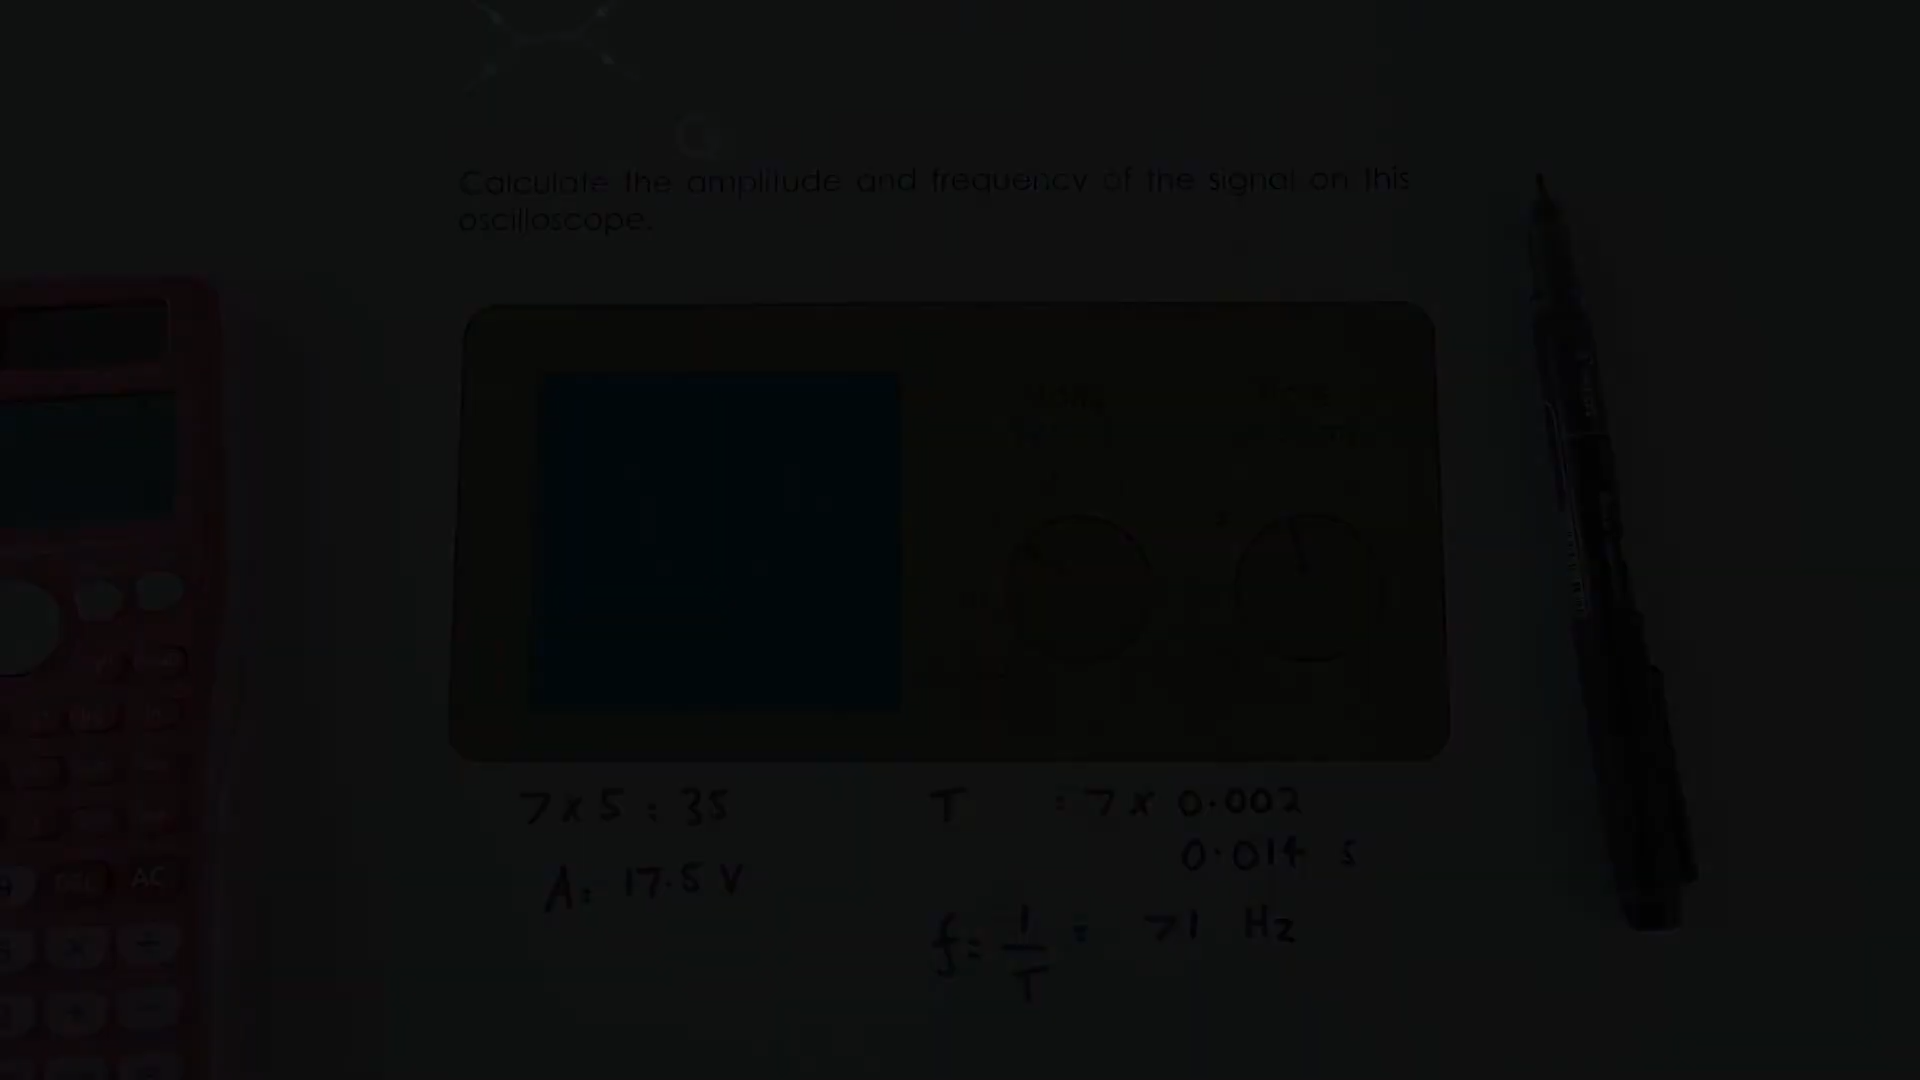 Calculate the amplitude and frequency of the signal on this
oscilloscope.
7 x 5 : 35
A: 17.5 V
T : 7 x 0.002
0.014 s
f = 1/T = 71 Hz
AC